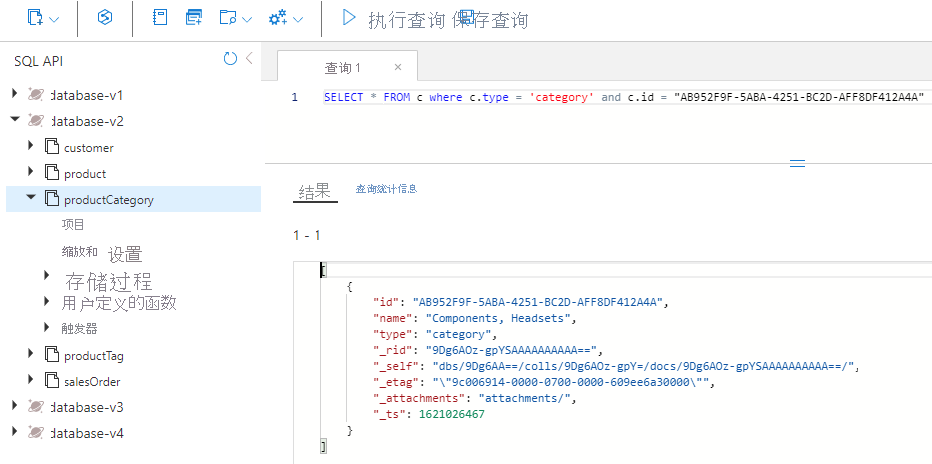 执行查询 保存查询
SQL API
database-v1
database-v2
customer
product
productCategory
项目
缩放和 设置
存储过程
用户定义的函数
触发器
productTag
salesOrder
database-v3
database-v4
查询 1 ×
1 SELECT * FROM c where c.type = 'category' and c.id = "AB952F9F-5ABA-4251-BC2D-AFF8DF412A4A"
结果 查询统计信息
1 - 1
[
{
"id": "AB952F9F-5ABA-4251-BC2D-AFF8DF412A4A",
"name": "Components, Headsets",
"type": "category",
"_rid": "9Dg6AOz-gpYSAAAAAAAAAA==",
"_self": "dbs/9Dg6AA==/colls/9Dg6AOz-gpY=/docs/9Dg6AOz-gpYSAAAAAAAAAA==/",
"_etag": "\"9c006914-0000-0700-0000-609ee6a30000\"",
"_attachments": "attachments/",
"_ts": 1621026467
}
]